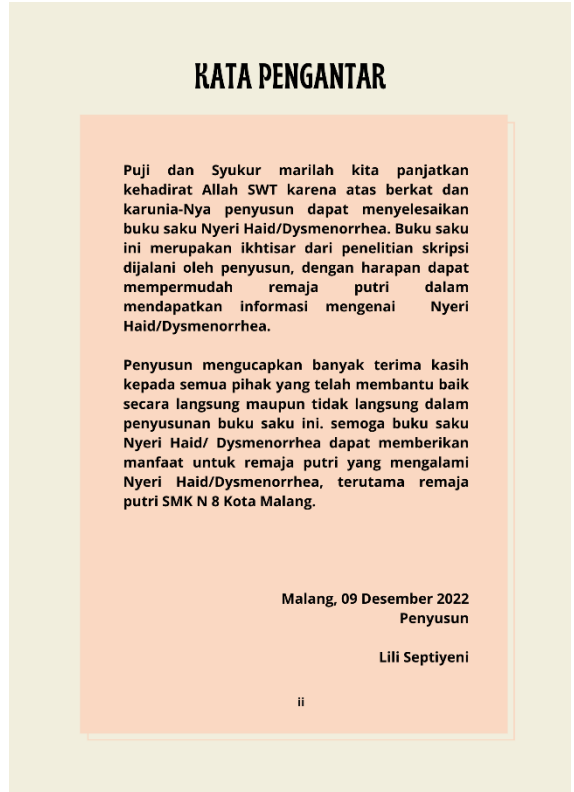 KATA PENGANTAR
Puji dan Syukur marilah kita panjatkan
kehadirat Allah SWT karena atas berkat dan
karunia-Nya penyusun dapat menyelesaikan
buku saku Nyeri Haid/Dysmenorrhea. Buku saku
ini merupakan ikhtisar dari penelitian skripsi
dijalani oleh penyusun, dengan harapan dapat
mempermudah remaja putri dalam
mendapatkan informasi mengenai Nyeri
Haid/Dysmenorrhea.
Penyusun mengucapkan banyak terima kasih
kepada semua pihak yang telah membantu baik
secara langsung maupun tidak langsung dalam
penyusunan buku saku ini. semoga buku saku
Nyeri Haid/ Dysmenorrhea dapat memberikan
manfaat untuk remaja putri yang mengalami
Nyeri Haid/Dysmenorrhea, terutama remaja
putri SMK N 8 Kota Malang.
Malang, 09 Desember 2022
Penyusun
Lili Septiyeni
ii